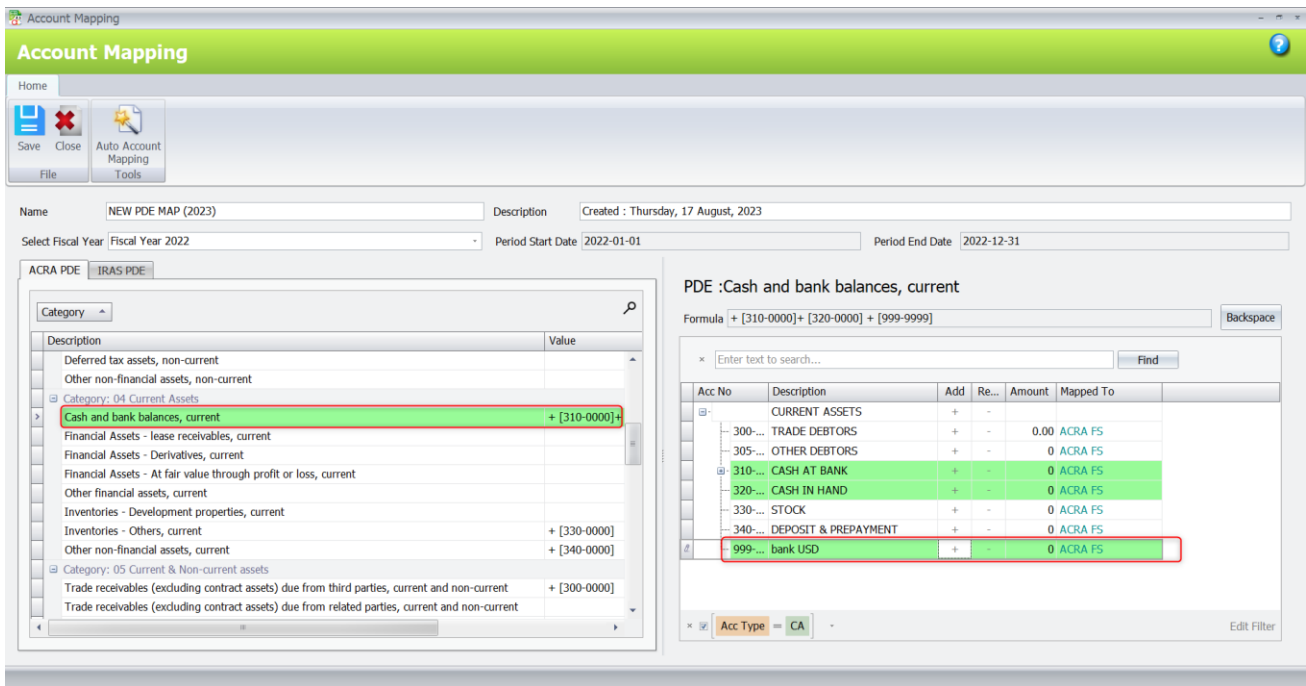 Account Mapping
Account Mapping
Home
Save Close Auto Account Mapping
File Tools
Name NEW PDE MAP (2023) Description Created : Thursday, 17 August, 2023
Select Fiscal Year Fiscal Year 2022 Period Start Date 2022-01-01 Period End Date 2022-12-31
ACRA PDE IRAS PDE
Category
Description Value
Deferred tax assets, non-current
Other non-financial assets, non-current
Category: 04 Current Assets
Cash and bank balances, current + [310-0000]+
Financial Assets - lease receivables, current
Financial Assets - Derivatives, current
Financial Assets - At fair value through profit or loss, current
Other financial assets, current
Inventories - Development properties, current
Inventories - Others, current + [330-0000]
Other non-financial assets, current + [340-0000]
Category: 05 Current & Non-current assets
Trade receivables (excluding contract assets) due from third parties, current and non-current + [300-0000]
Trade receivables (excluding contract assets) due from related parties, current and non-current
PDE :Cash and bank balances, current
Formula + [310-0000]+ [320-0000] + [999-9999] Backspace
× Enter text to search... Find
Acc No Description Add Re... Amount Mapped To
CURRENT ASSETS + -
300-... TRADE DEBTORS + - 0.00 ACRA FS
305-... OTHER DEBTORS + - 0 ACRA FS
310-... CASH AT BANK + - 0 ACRA FS
320-... CASH IN HAND + - 0 ACRA FS
330-... STOCK + - 0 ACRA FS
340-... DEPOSIT & PREPAYMENT + - 0 ACRA FS
999-... bank USD + - 0 ACRA FS
× Acc Type = CA Edit Filter